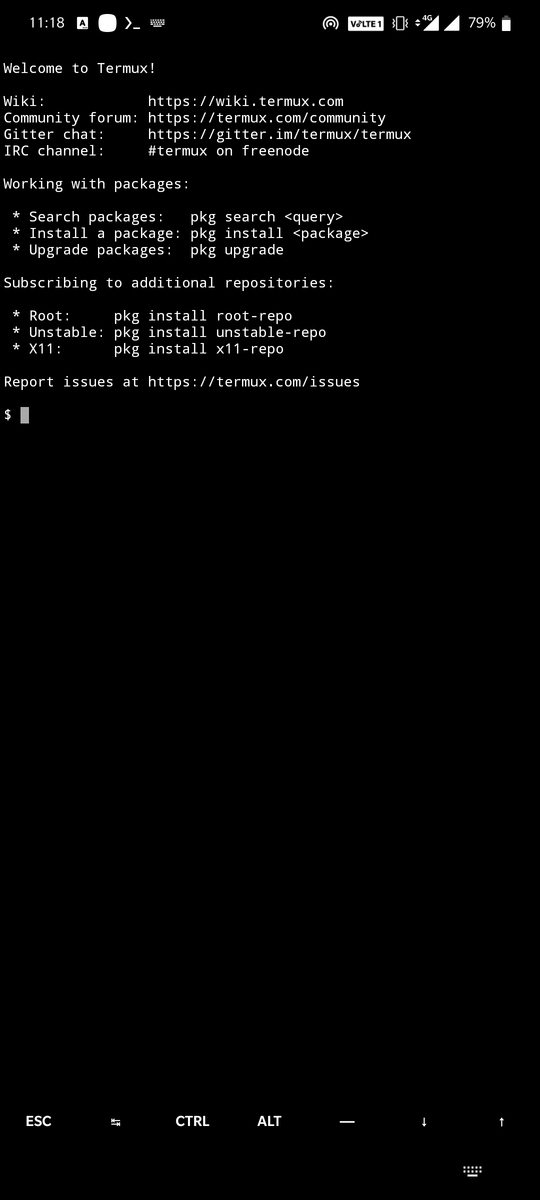 11:18 A VoLTE 1 4G 79%
Welcome to Termux!
Wiki: https://wiki.termux.com
Community forum: https://termux.com/community
Gitter chat: https://gitter.im/termux/termux
IRC channel: #termux on freenode
Working with packages:
* Search packages: pkg search <query>
* Install a package: pkg install <package>
* Upgrade packages: pkg upgrade
Subscribing to additional repositories:
* Root: pkg install root-repo
* Unstable: pkg install unstable-repo
* X11: pkg install x11-repo
Report issues at https://termux.com/issues
$
ESC ↹ CTRL ALT — ↓ ↑